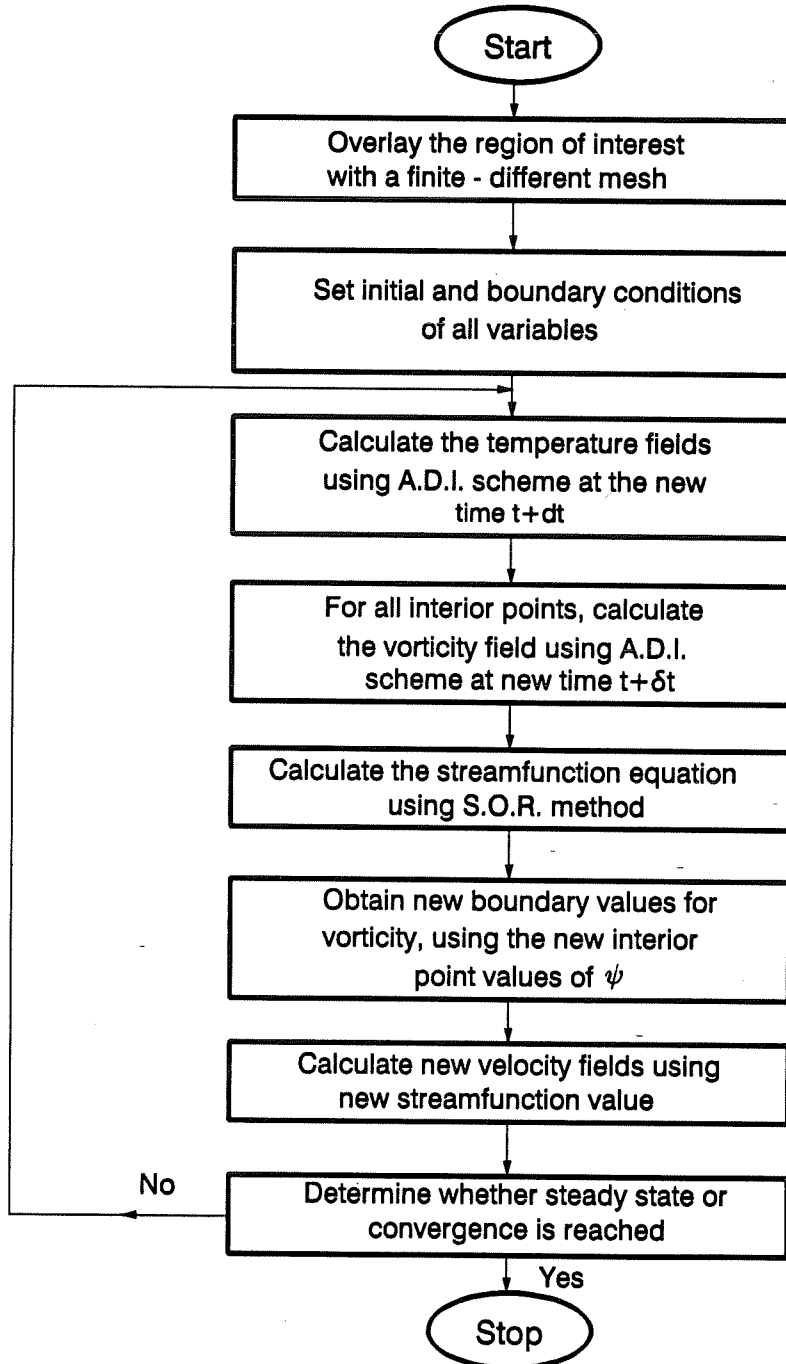 Start
Overlay the region of interest
with a finite - different mesh
Set initial and boundary conditions
of all variables
Calculate the temperature fields
using A.D.I. scheme at the new
time t+dt
For all interior points, calculate
the vorticity field using A.D.I.
scheme at new time t+δt
Calculate the streamfunction equation
using S.O.R. method
Obtain new boundary values for
vorticity, using the new interior
point values of ψ
Calculate new velocity fields using
new streamfunction value
No
Determine whether steady state or
convergence is reached
Yes
Stop